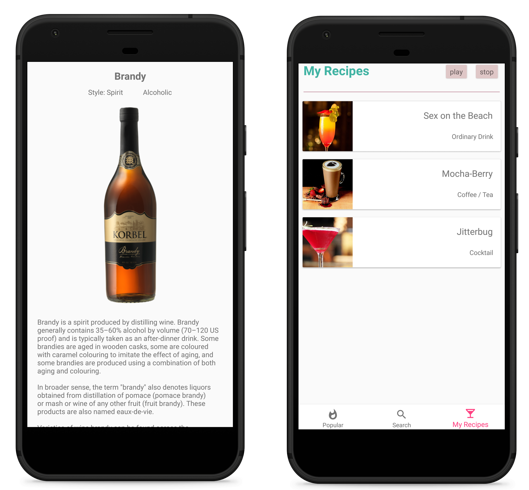 Brandy
Style: Spirit Alcoholic
KORBEL
Brandy
Brandy is a spirit produced by distilling wine. Brandy
generally contains 35–60% alcohol by volume (70–120 US
proof) and is typically taken as an after-dinner drink. Some
brandies are aged in wooden casks, some are coloured
with caramel colouring to imitate the effect of aging, and
some brandies are produced using a combination of both
aging and colouring.
In broader sense, the term "brandy" also denotes liquors
obtained from distillation of pomace (pomace brandy)
or mash or wine of any other fruit (fruit brandy). These
products are also named eaux-de-vie.
My Recipes
play stop
Sex on the Beach
Ordinary Drink
Mocha-Berry
Coffee / Tea
Jitterbug
Cocktail
Popular Search My Recipes